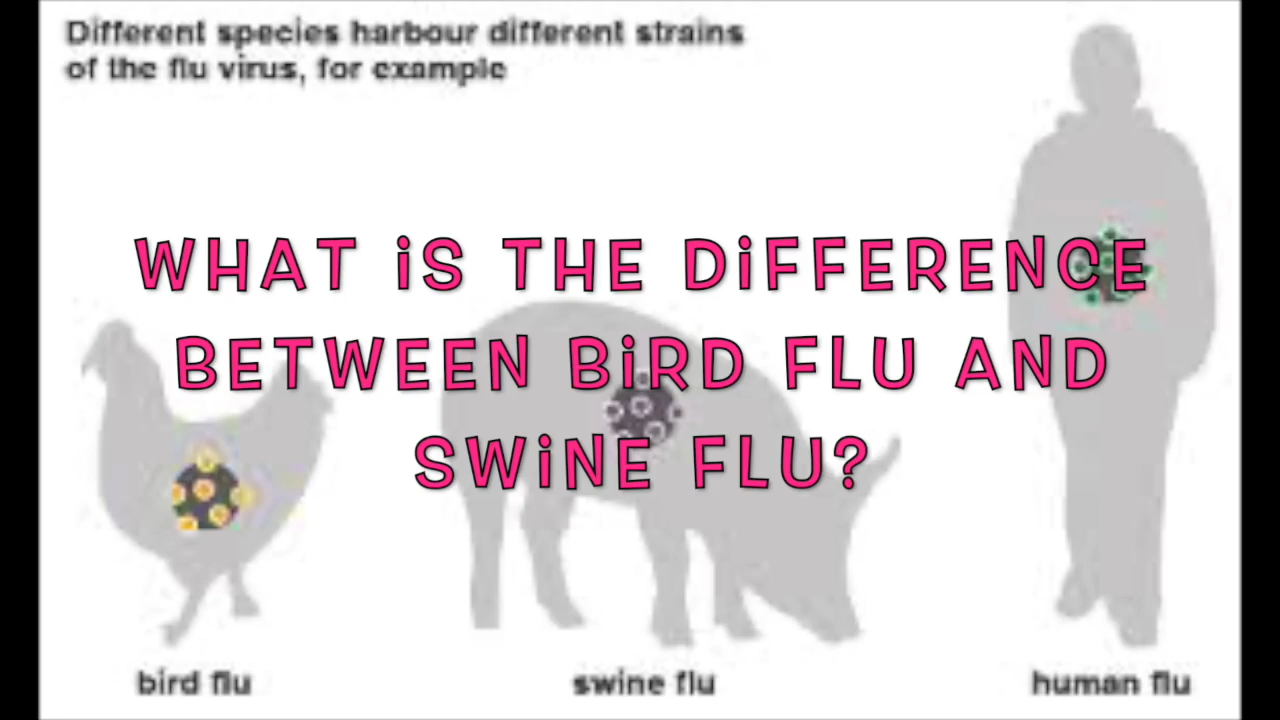 Different species harbour different strains
of the flu virus, for example
WHAT iS THE DiFFERENCE
BETWEEN BiRD FLU AND
SWiNE FLU?
bird flu
swine flu
human flu